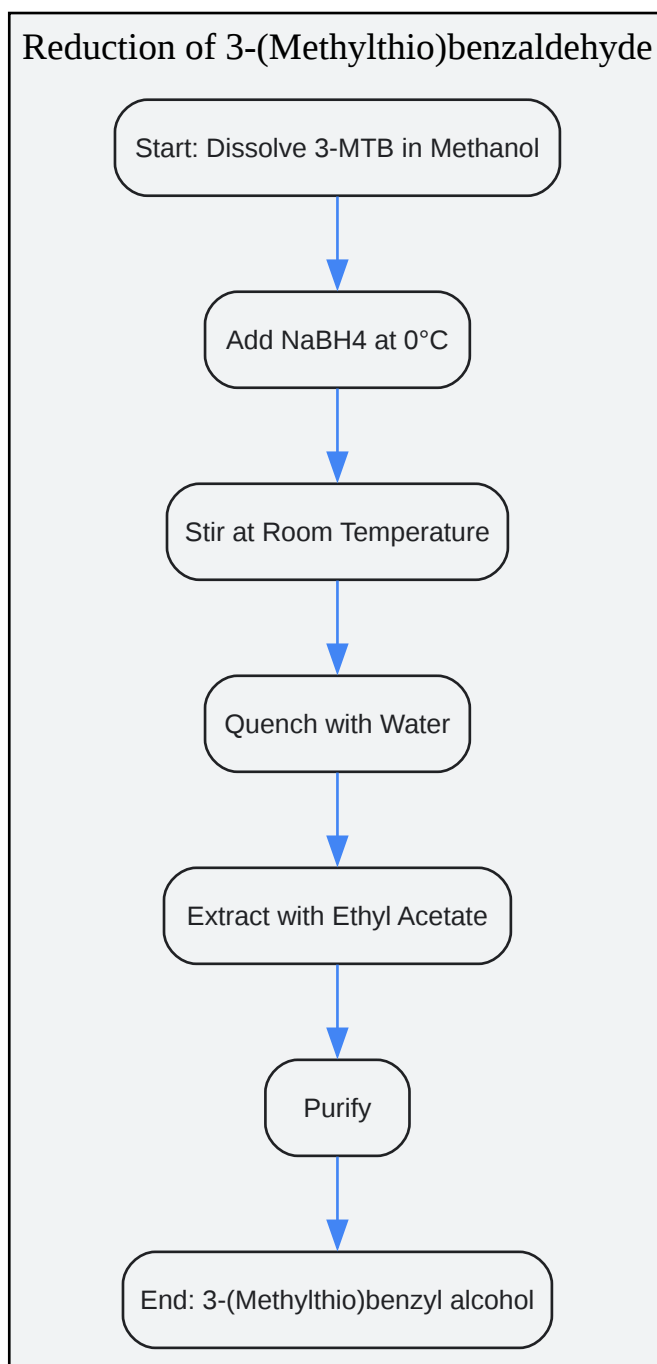 Reduction of 3-(Methylthio)benzaldehyde
Start: Dissolve 3-MTB in Methanol
Add NaBH4 at 0°C
Stir at Room Temperature
Quench with Water
Extract with Ethyl Acetate
Purify
End: 3-(Methylthio)benzyl alcohol